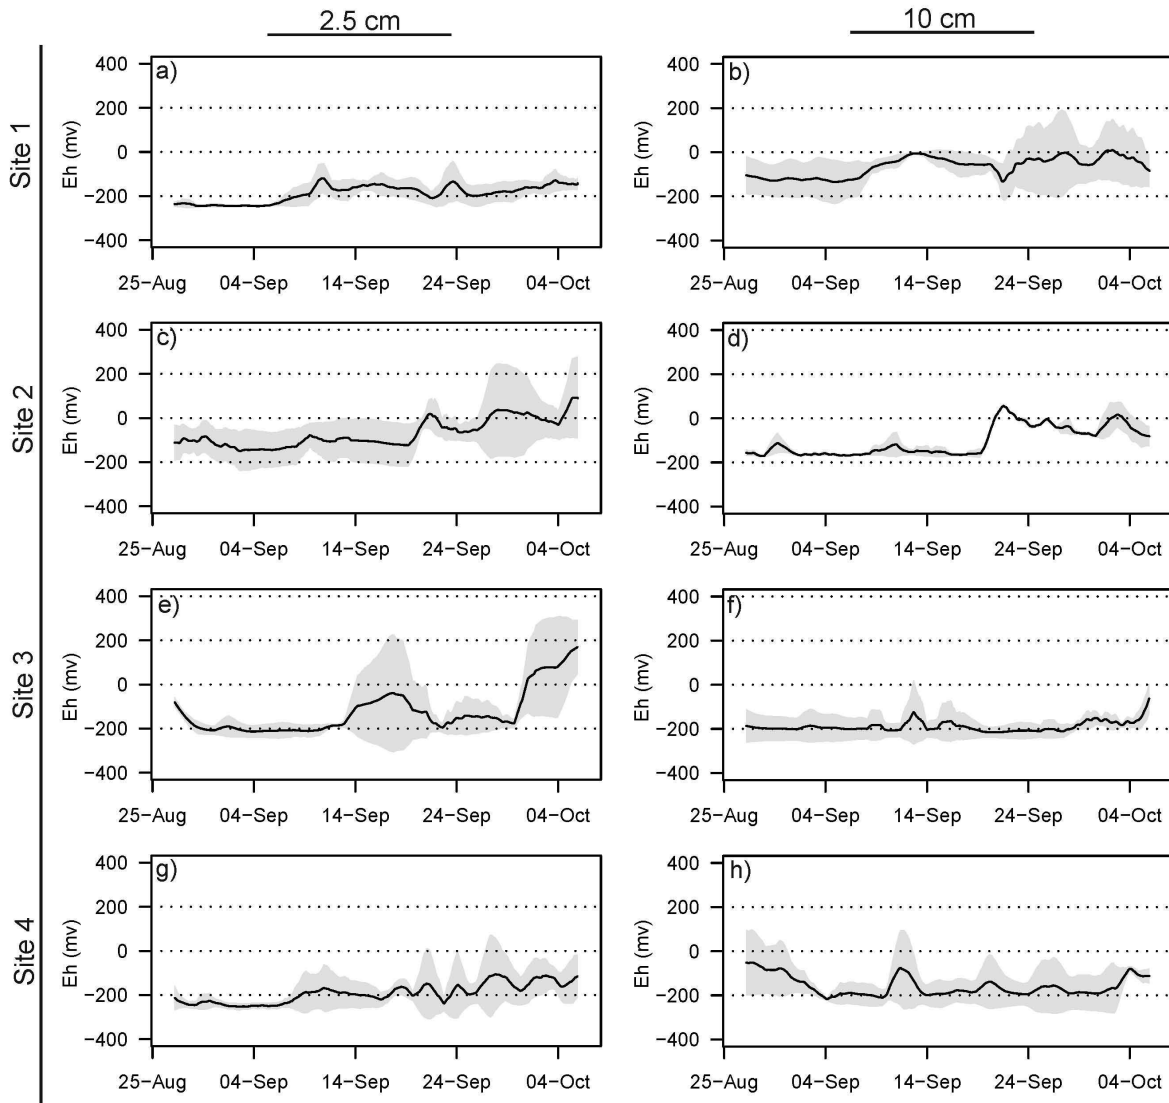 2.5 cm 10 cm
Site 1
a) b)
Eh (mv) Eh (mv)
400 400
200 200
0 0
−200 −200
−400 −400
25−Aug 04−Sep 14−Sep 24−Sep 04−Oct 25−Aug 04−Sep 14−Sep 24−Sep 04−Oct
Site 2
c) d)
Eh (mv) Eh (mv)
400 400
200 200
0 0
−200 −200
−400 −400
25−Aug 04−Sep 14−Sep 24−Sep 04−Oct 25−Aug 04−Sep 14−Sep 24−Sep 04−Oct
Site 3
e) f)
Eh (mv) Eh (mv)
400 400
200 200
0 0
−200 −200
−400 −400
25−Aug 04−Sep 14−Sep 24−Sep 04−Oct 25−Aug 04−Sep 14−Sep 24−Sep 04−Oct
Site 4
g) h)
Eh (mv) Eh (mv)
400 400
200 200
0 0
−200 −200
−400 −400
25−Aug 04−Sep 14−Sep 24−Sep 04−Oct 25−Aug 04−Sep 14−Sep 24−Sep 04−Oct